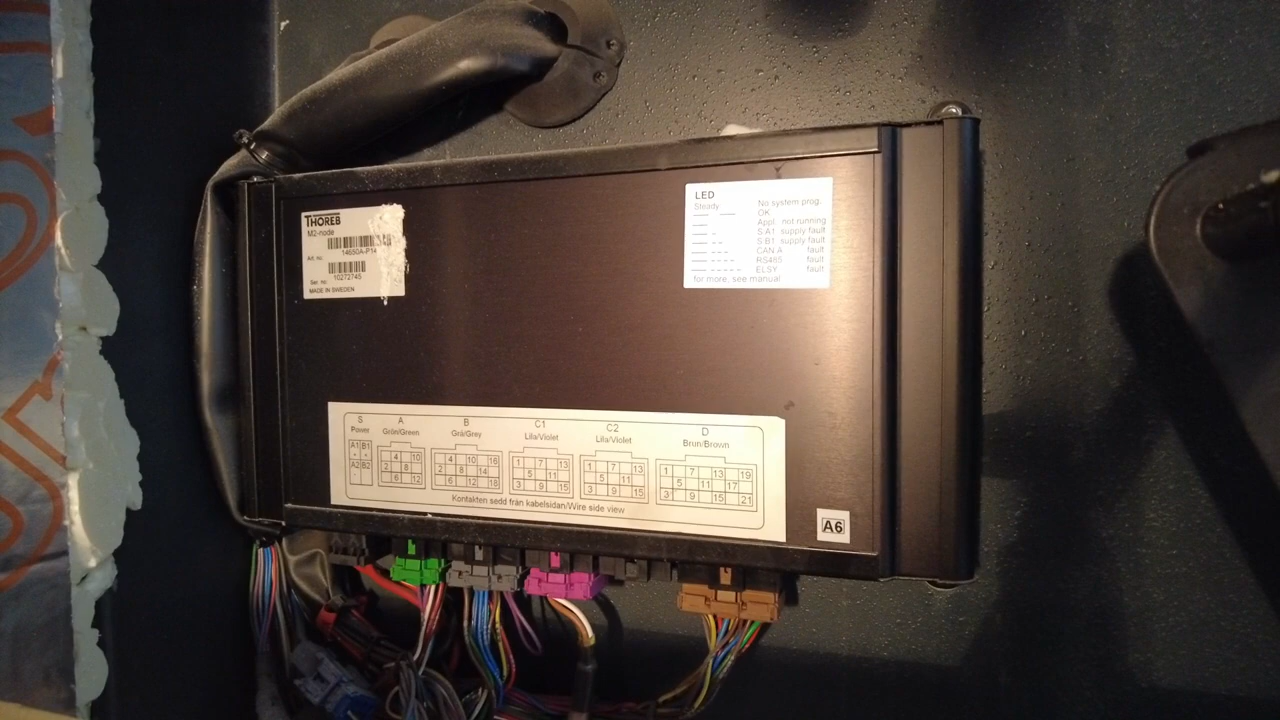 THOREB
M2-node
Art. no:
14650A-P14
10272745
Ser. no:
MADE IN SWEDEN
LED
Steady No system prog.
OK
Appl. not running
S.A1 supply fault
S.B1 supply fault
CAN A fault
RS485 fault
ELSY fault
for more, see manual
S A B C1 C2 D
Power Grön/Green Grå/Grey Lila/Violet Lila/Violet Brun/Brown
A1 B1 4 10 4 10 16 1 7 13 1 7 13 1 7 13 19
2 8 2 8 14 5 11 5 11 5 11 17
A2 B2 6 12 6 12 18 3 9 15 3 9 15 3 9 15 21
Kontakten sedd från kabelsidan/Wire side view
A6